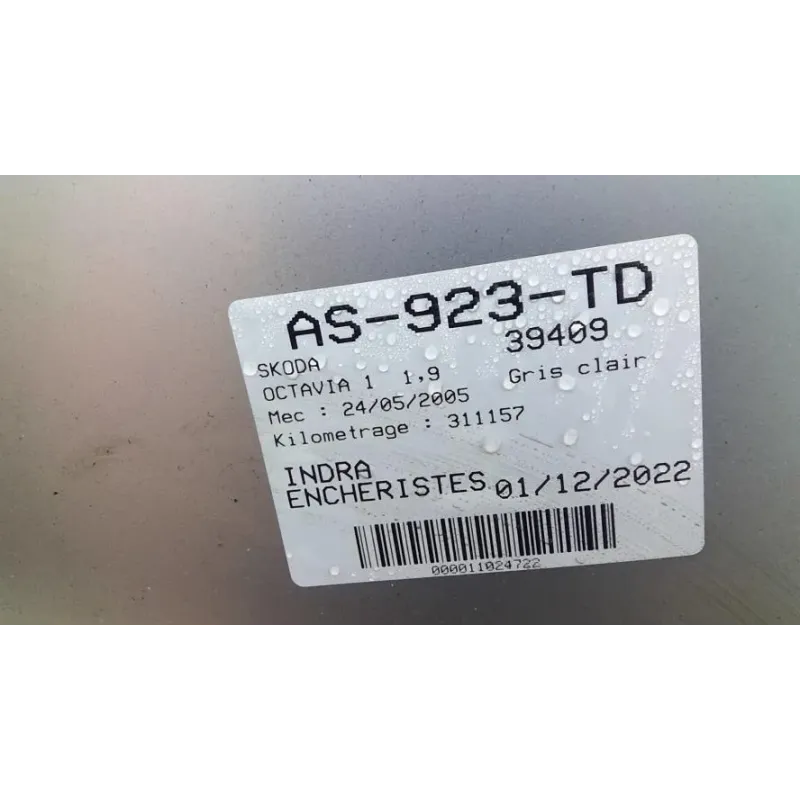 AS-923-TD
39409
SKODA
OCTAVIA 1 1,9 Gris clair
Mec : 24/05/2005
Kilometrage : 311157
INDRA
ENCHERISTES 01/12/2022
000011024722